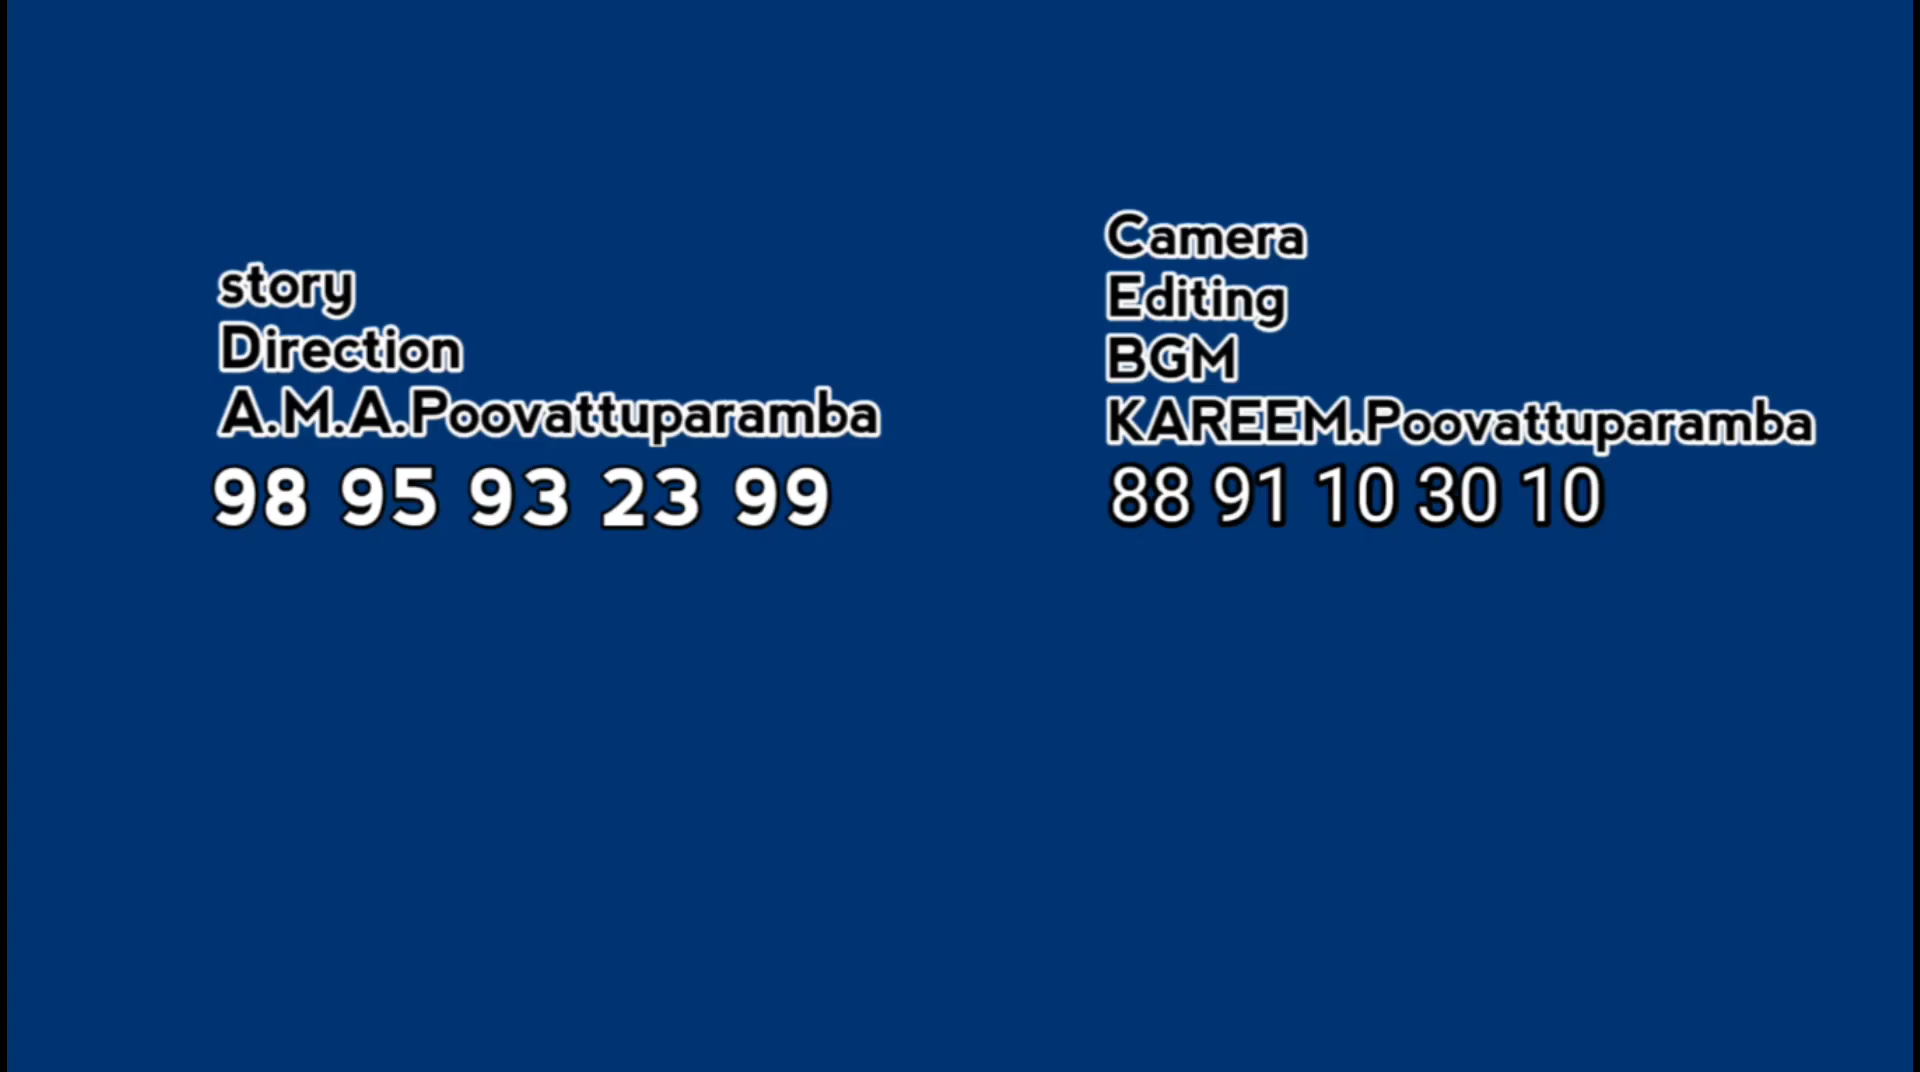 story
Direction
A.M.A.Poovattuparamba
98 95 93 23 99
Camera
Editing
BGM
KAREEM.Poovattuparamba
88 91 10 30 10